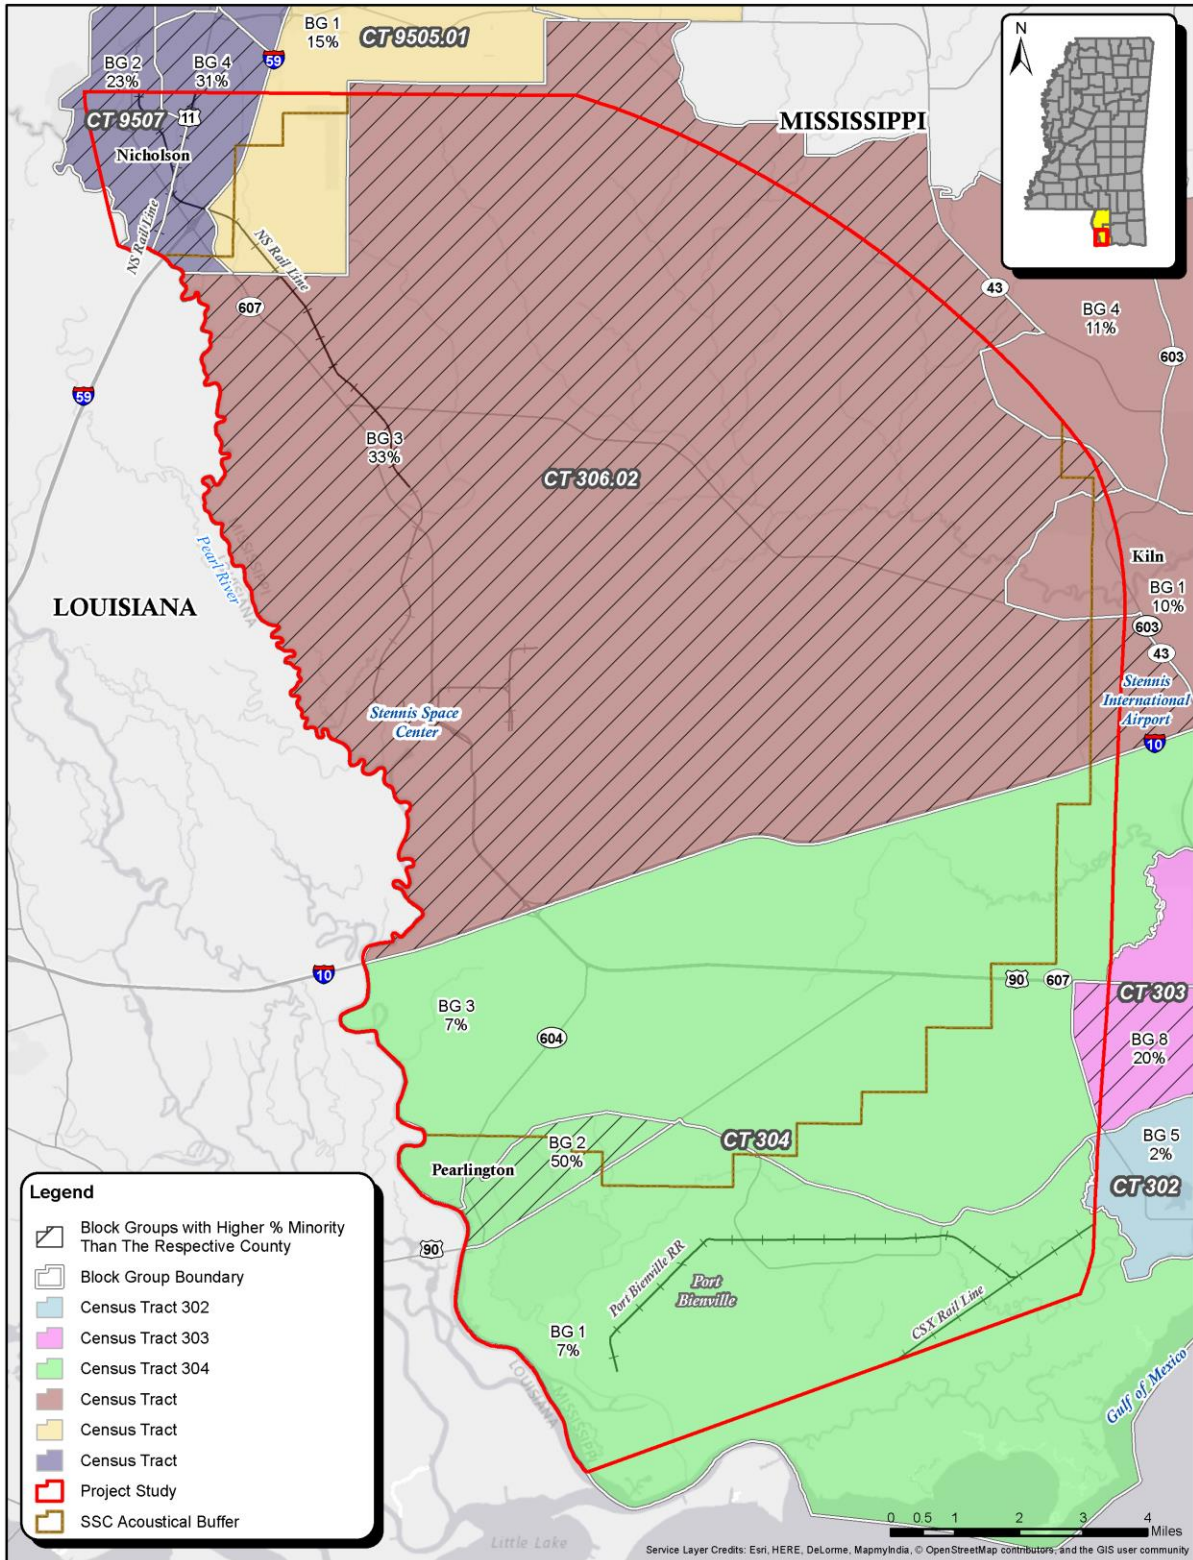 BG 1
15%
CT 9505.01
59
BG 2
23%
BG 4
31%
N
CT 9507
11
MISSISSIPPI
Nicholson
NS Rail Line
NS Rail Line
607
43
BG 4
11%
603
59
BG 3
33%
CT 306.02
MISSISSIPPI
LOUISIANA
Pearl River
Kiln
LOUISIANA
BG 1
10%
603
43
Stennis
International
Airport
Stennis Space
Center
10
10
90
607
CT 303
BG 3
7%
604
BG 8
20%
BG 2
50%
CT 304
BG 5
2%
Pearlington
CT 302
90
Port Bienville RR
Port
Bienville
CSX Rail Line
BG 1
7%
LOUISIANA
MISSISSIPPI
Gulf of Mexico
Legend
Block Groups with Higher % Minority
Than The Respective County
Block Group Boundary
Census Tract 302
Census Tract 303
Census Tract 304
Census Tract
Census Tract
Census Tract
Project Study
SSC Acoustical Buffer
0 0.5 1 2 3 4
Miles
Little Lake
Service Layer Credits: Esri, HERE, DeLorme, MapmyIndia, © OpenStreetMap contributors, and the GIS user community